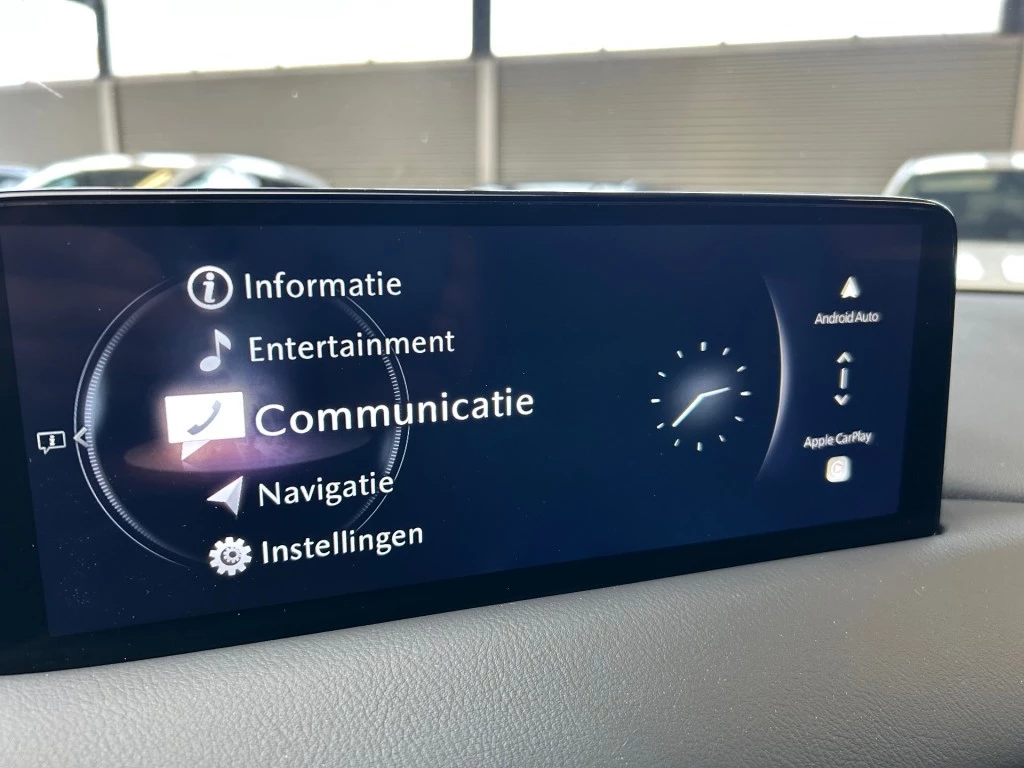 Informatie
Entertainment
Communicatie
Navigatie
Instellingen
Android Auto
Apple CarPlay